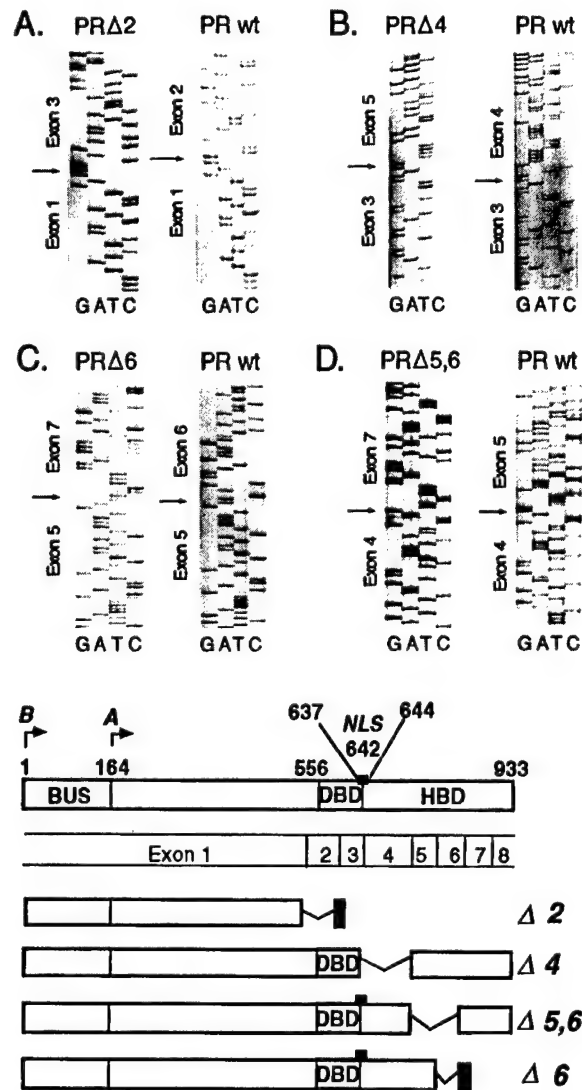 A. PRΔ2 PR wt
Exon 3
Exon 1
Exon 2
Exon 1
GATC GATC
B. PRΔ4 PR wt
Exon 5
Exon 3
Exon 4
Exon 3
GATC GATC
C. PRΔ6 PR wt
Exon 7
Exon 5
Exon 6
Exon 5
GATC GATC
D. PRΔ5,6 PR wt
Exon 7
Exon 4
Exon 5
Exon 4
GATC GATC
637 NLS 644
B A 642
1 164 556 933
BUS DBD HBD
Exon 1 2 3 4 5 6 7 8
Δ 2
DBD Δ 4
DBD Δ 5,6
DBD Δ 6